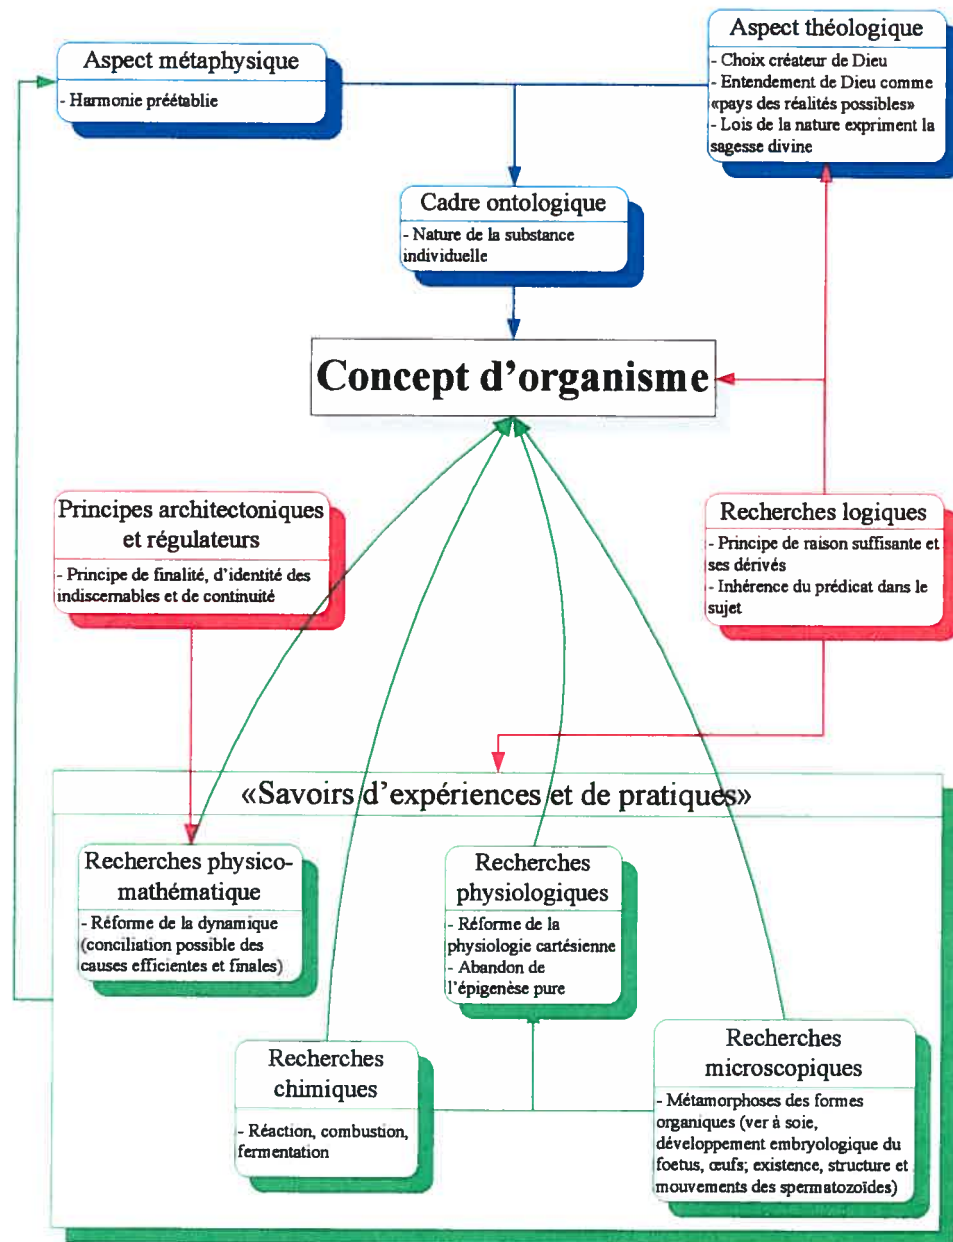 Aspect métaphysique
- Harmonie préétablie
Aspect théologique
- Choix créateur de Dieu
- Entendement de Dieu comme
«pays des réalités possibles»
- Lois de la nature expriment la
sagesse divine
Cadre ontologique
- Nature de la substance
individuelle
Concept d'organisme
Principes architectoniques
et régulateurs
- Principe de finalité, d'identité des
indiscernables et de continuité
Recherches logiques
- Principe de raison suffisante et
ses dérivés
- Inhérence du prédicat dans le
sujet
«Savoirs d'expériences et de pratiques»
Recherches physico-
mathématique
- Réforme de la dynamique
(conciliation possible des
causes efficientes et finales)
Recherches
physiologiques
- Réforme de la
physiologie cartésienne
- Abandon de
l'épigenèse pure
Recherches
chimiques
- Réaction, combustion,
fermentation
Recherches
microscopiques
- Métamorphoses des formes
organiques (ver à soie,
développement embryologique du
foetus, œufs; existence, structure et
mouvements des spermatozoïdes)